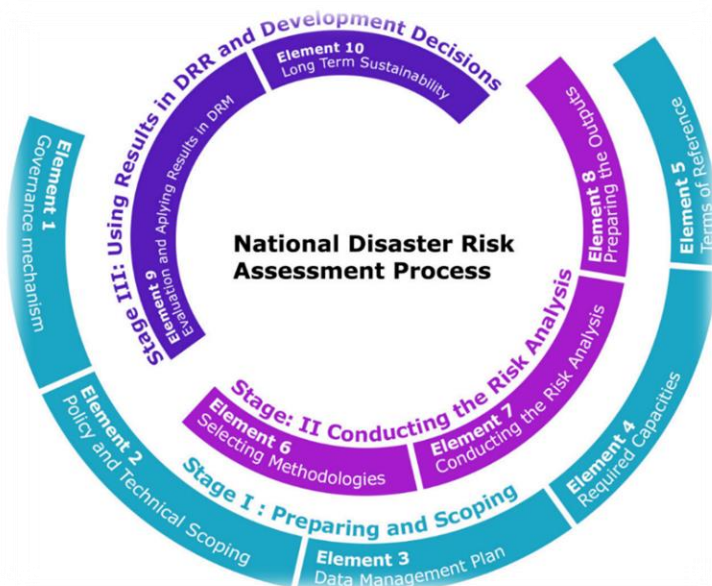 National Disaster Risk
Assessment Process
Stage I : Preparing and Scoping
Element 1
Governance mechanism
Element 2
Policy and Technical Scoping
Element 3
Data Management Plan
Element 4
Required Capacities
Element 5
Terms of Reference
Stage: II Conducting the Risk Analysis
Element 6
Selecting Methodologies
Element 7
Conducting the Risk Analysis
Element 8
Preparing the Outputs
Stage III: Using Results in DRR and Development Decisions
Element 9
Evaluation and Aplying Results in DRM
Element 10
Long Term Sustainability